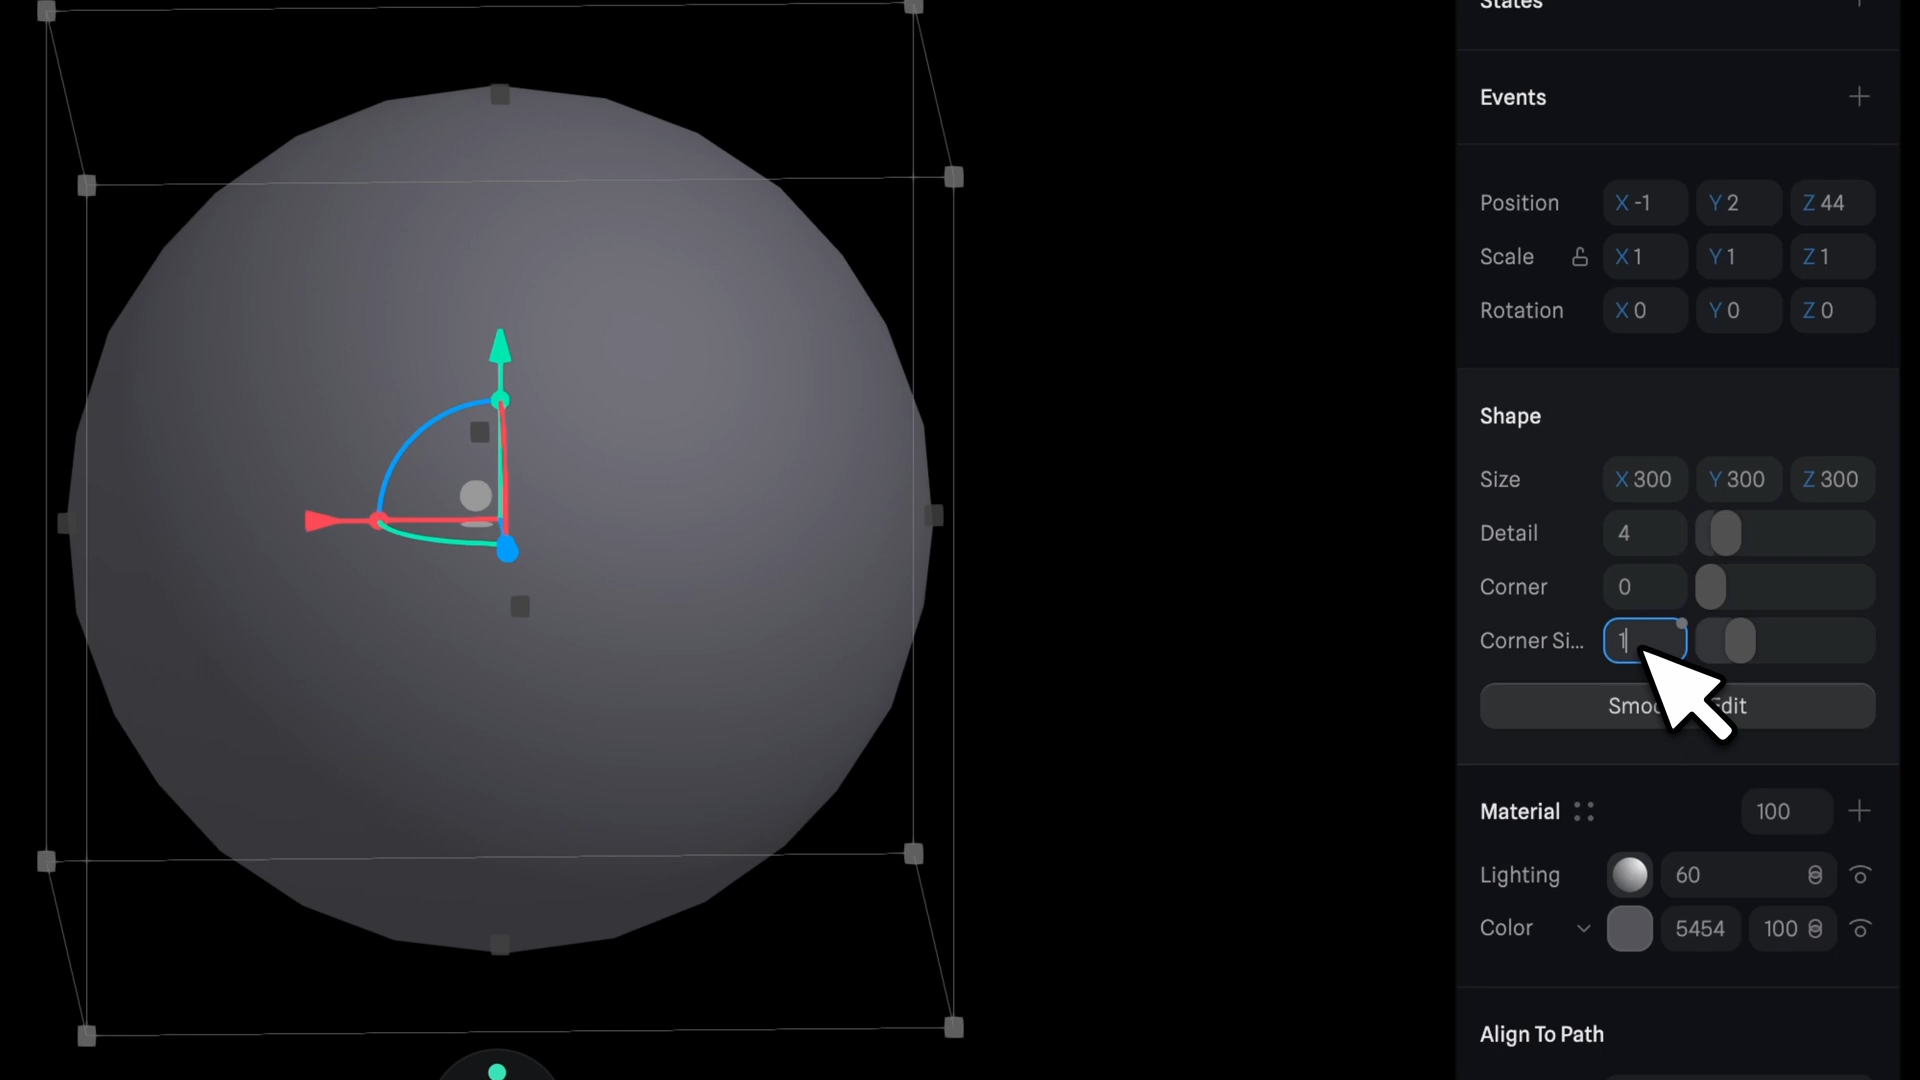 States
Events
Position X -1 Y 2 Z 44
Scale X 1 Y 1 Z 1
Rotation X 0 Y 0 Z 0
Shape
Size X 300 Y 300 Z 300
Detail 4
Corner 0
Corner Si... 1
Edit
Material 100
Lighting 60
Color 5454 100
Align To Path